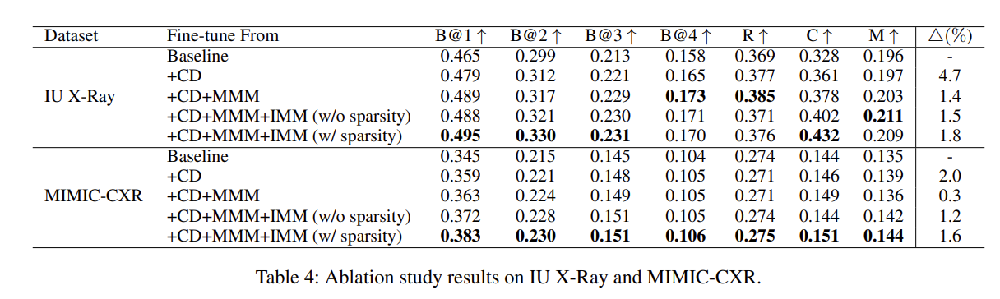 Dataset Fine-tune From B@1 ↑ B@2 ↑ B@3 ↑ B@4 ↑ R ↑ C ↑ M ↑ △(%)
Baseline 0.465 0.299 0.213 0.158 0.369 0.328 0.196 -
+CD 0.479 0.312 0.221 0.165 0.377 0.361 0.197 4.7
IU X-Ray +CD+MMM 0.489 0.317 0.229 0.173 0.385 0.378 0.203 1.4
+CD+MMM+IMM (w/o sparsity) 0.488 0.321 0.230 0.171 0.371 0.402 0.211 1.5
+CD+MMM+IMM (w/ sparsity) 0.495 0.330 0.231 0.170 0.376 0.432 0.209 1.8
Baseline 0.345 0.215 0.145 0.104 0.274 0.144 0.135 -
+CD 0.359 0.221 0.148 0.105 0.271 0.146 0.139 2.0
MIMIC-CXR +CD+MMM 0.363 0.224 0.149 0.105 0.271 0.149 0.136 0.3
+CD+MMM+IMM (w/o sparsity) 0.372 0.228 0.151 0.105 0.274 0.144 0.142 1.2
+CD+MMM+IMM (w/ sparsity) 0.383 0.230 0.151 0.106 0.275 0.151 0.144 1.6
Table 4: Ablation study results on IU X-Ray and MIMIC-CXR.